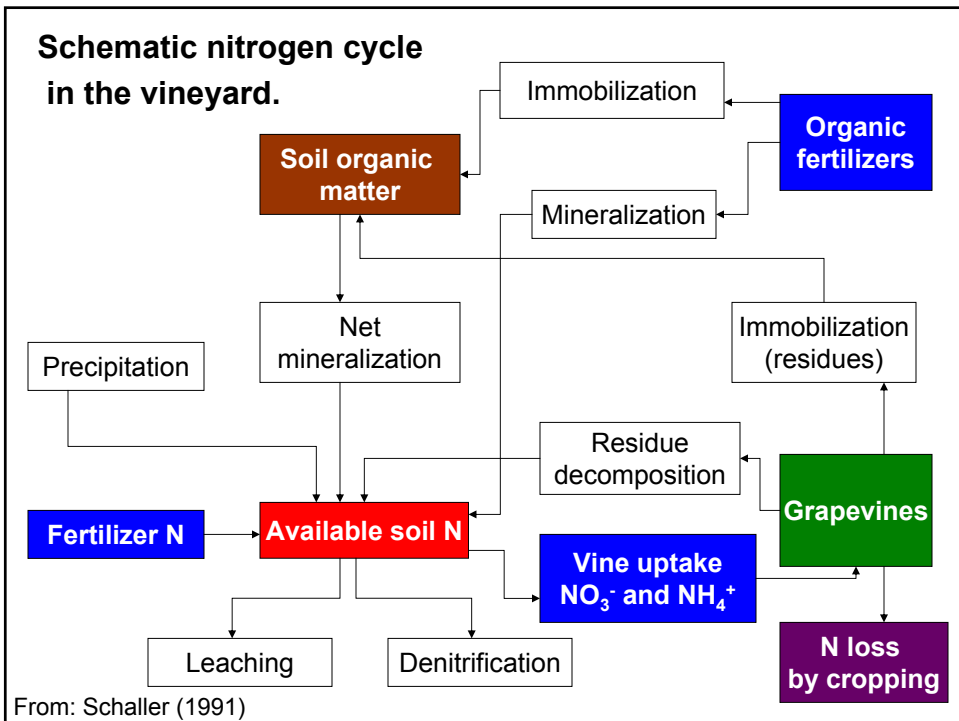 Schematic nitrogen cycle
in the vineyard.
Immobilization
Organic
fertilizers
Soil organic
matter
Mineralization
Net
mineralization
Immobilization
(residues)
Precipitation
Residue
decomposition
Grapevines
Fertilizer N
Available soil N
Vine uptake
NO₃⁻ and NH₄⁺
Leaching
Denitrification
N loss
by cropping
From: Schaller (1991)